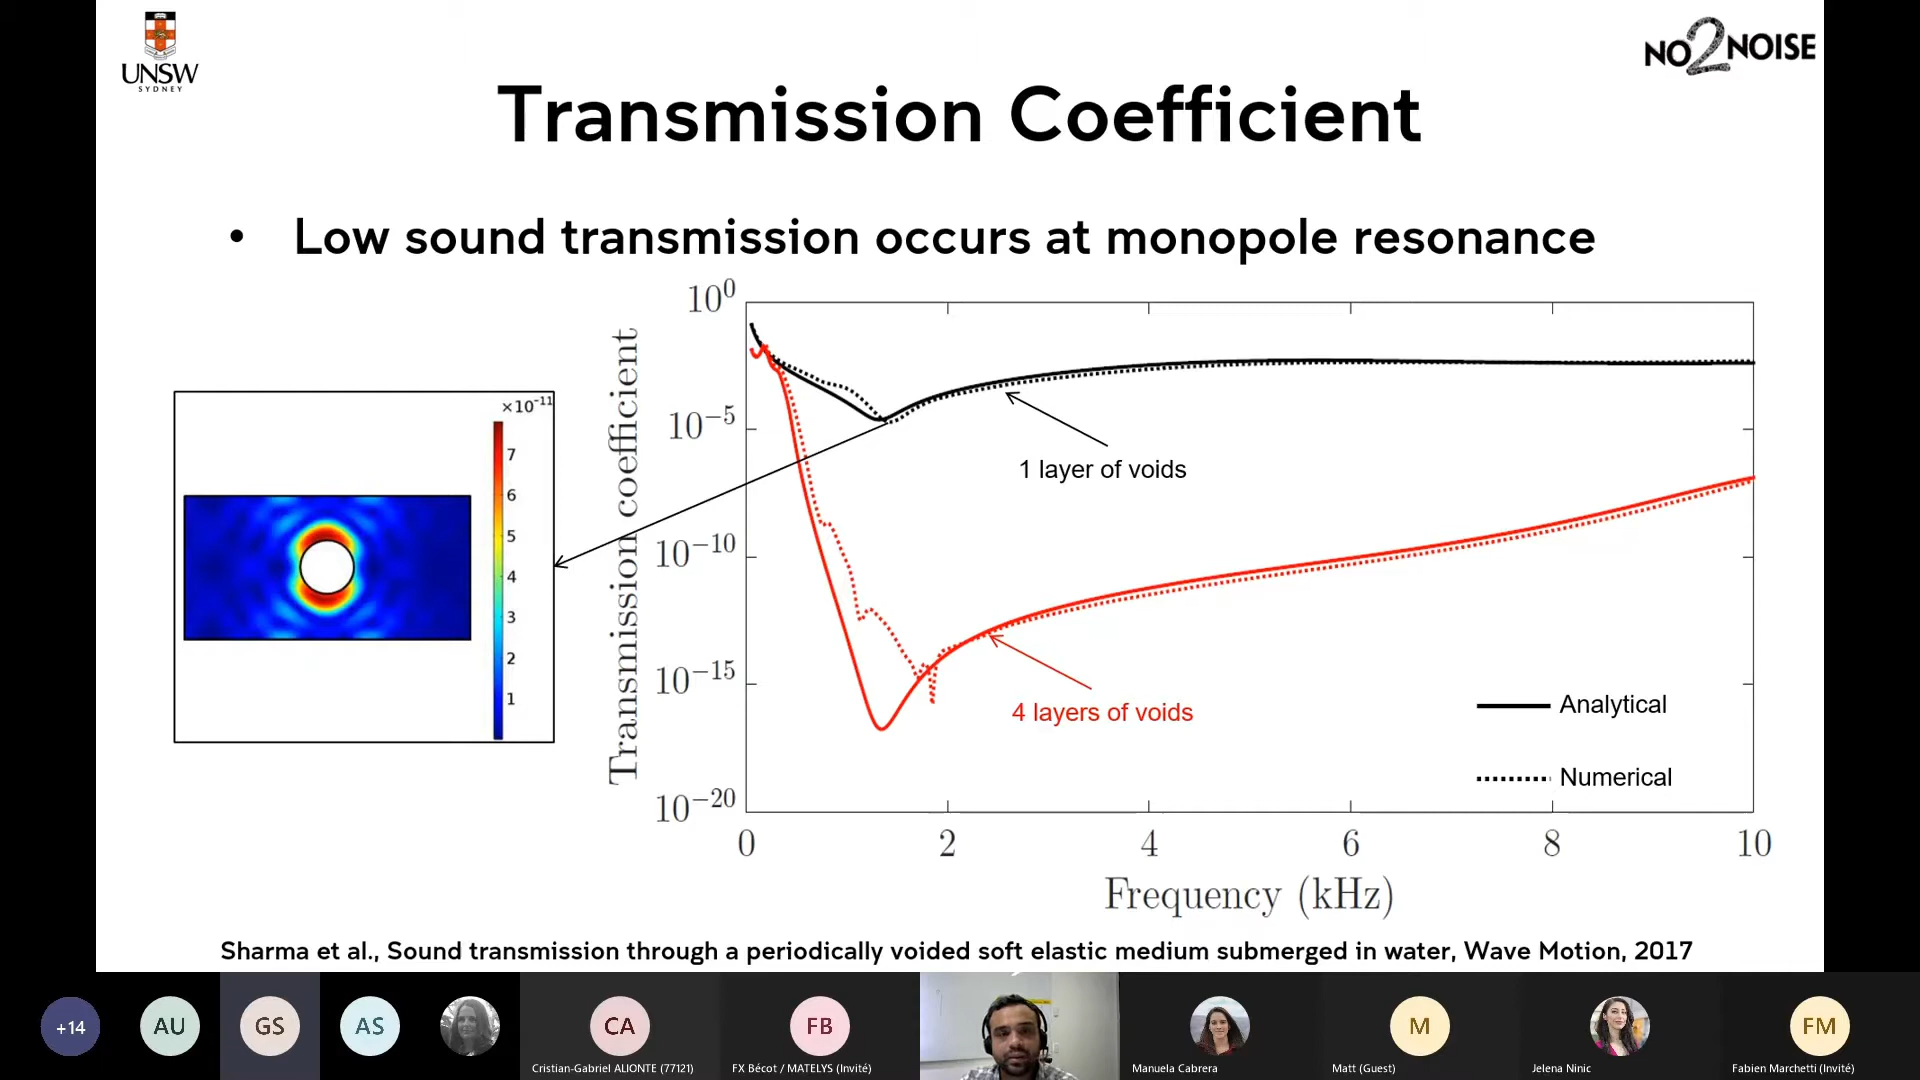 UNSW
SYDNEY
NO2NOISE
Transmission Coefficient
• Low sound transmission occurs at monopole resonance
×10⁻¹¹
7
6
5
4
3
2
1
Transmission coefficient
10⁰
10⁻⁵
10⁻¹⁰
10⁻¹⁵
10⁻²⁰
1 layer of voids
4 layers of voids
Analytical
Numerical
0 2 4 6 8 10
Frequency (kHz)
Sharma et al., Sound transmission through a periodically voided soft elastic medium submerged in water, Wave Motion, 2017
+14
AU
GS
AS
CA
Cristian-Gabriel ALIONTE (77121)
FB
FX Bécot / MATELYS (Invité)
Manuela Cabrera
M
Matt (Guest)
Jelena Ninic
FM
Fabien Marchetti (Invité)